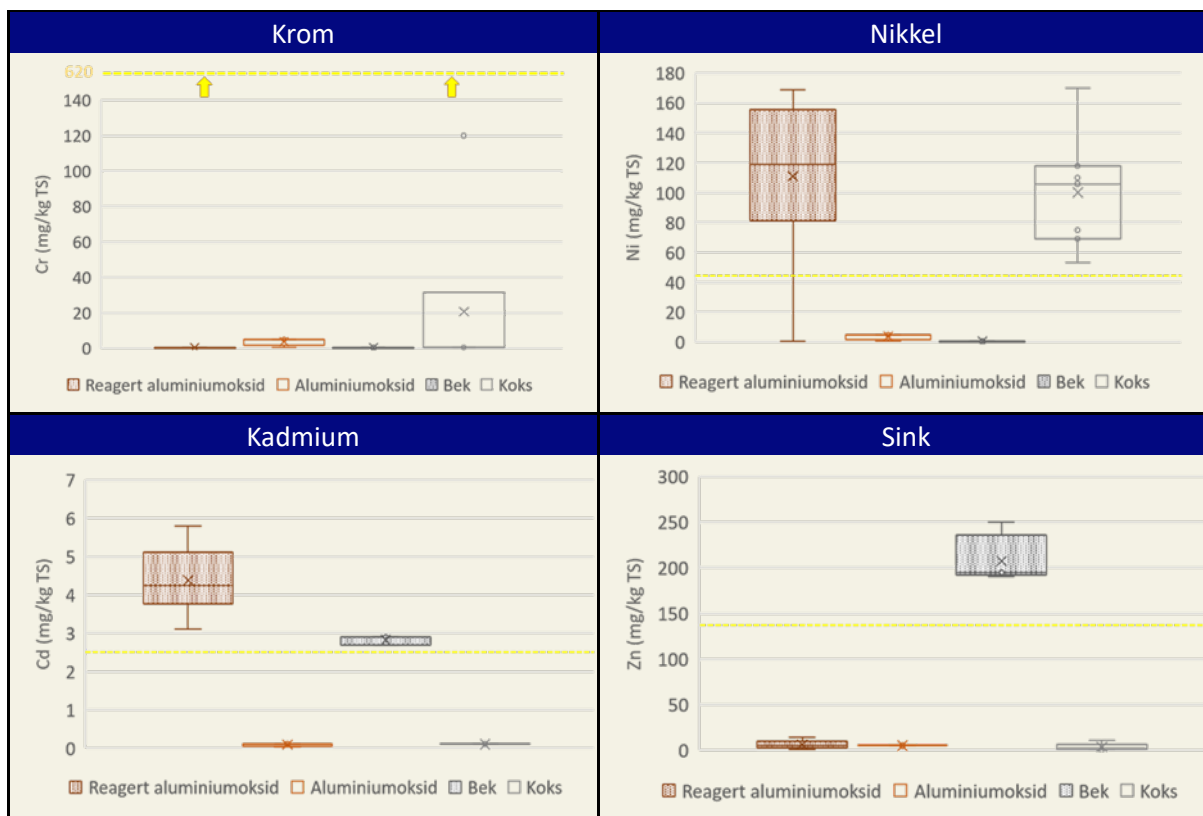 Krom
620
140
120
100
80
60
40
20
0
Cr (mg/kg TS)
Reagert aluminiumoksid Aluminiumoksid Bek Koks
Nikkel
180
160
140
120
100
80
60
40
20
0
Ni (mg/kg TS)
Reagert aluminiumoksid Aluminiumoksid Bek Koks
Kadmium
7
6
5
4
3
2
1
0
Cd (mg/kg TS)
Reagert aluminiumoksid Aluminiumoksid Bek Koks
Sink
300
250
200
150
100
50
0
Zn (mg/kg TS)
Reagert aluminiumoksid Aluminiumoksid Bek Koks